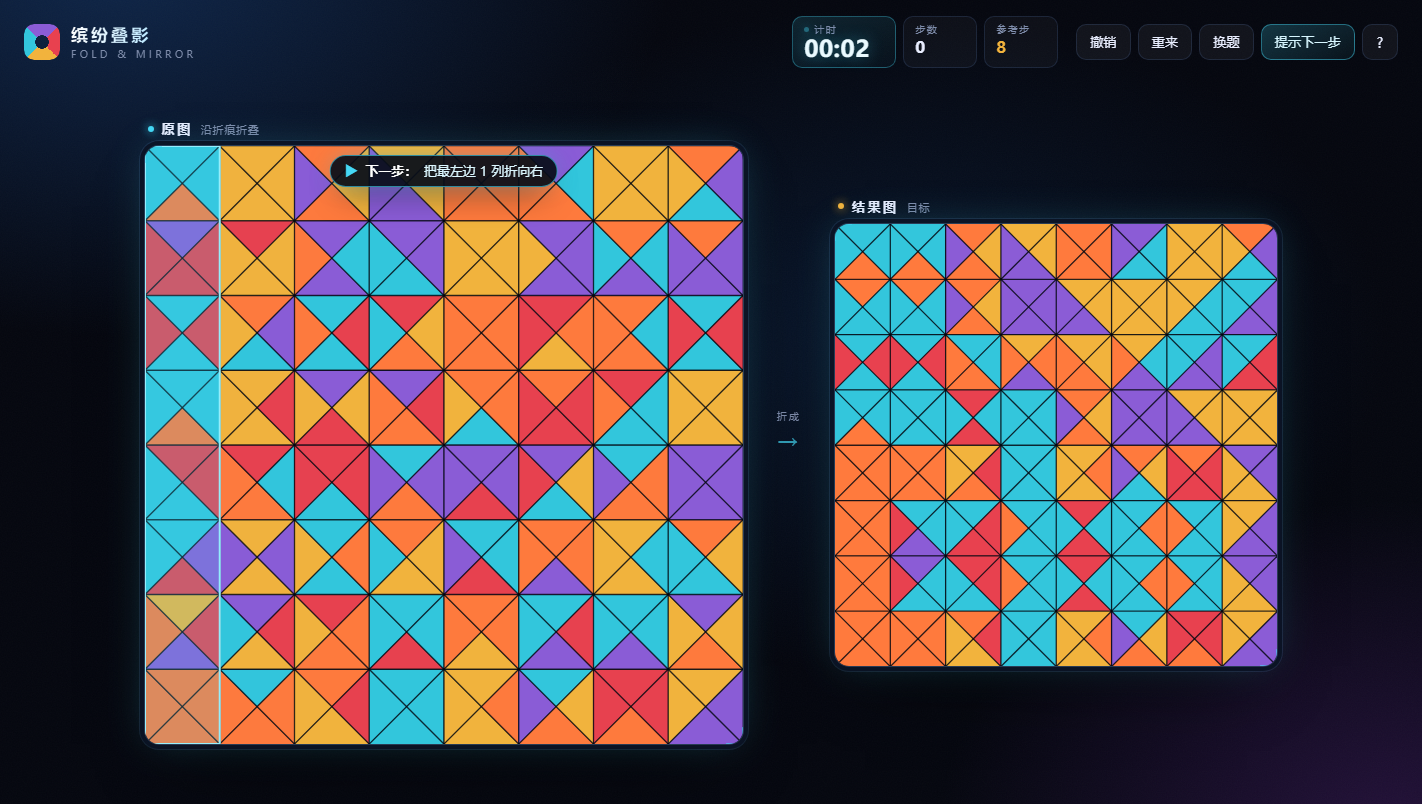 缤纷叠影
FOLD & MIRROR
计时
00:02
步数
0
参考步
8
撤销
重来
换题
提示下一步
?
原图 沿折痕折叠
▶ 下一步： 把最左边 1 列折向右
结果图 目标
折成
→